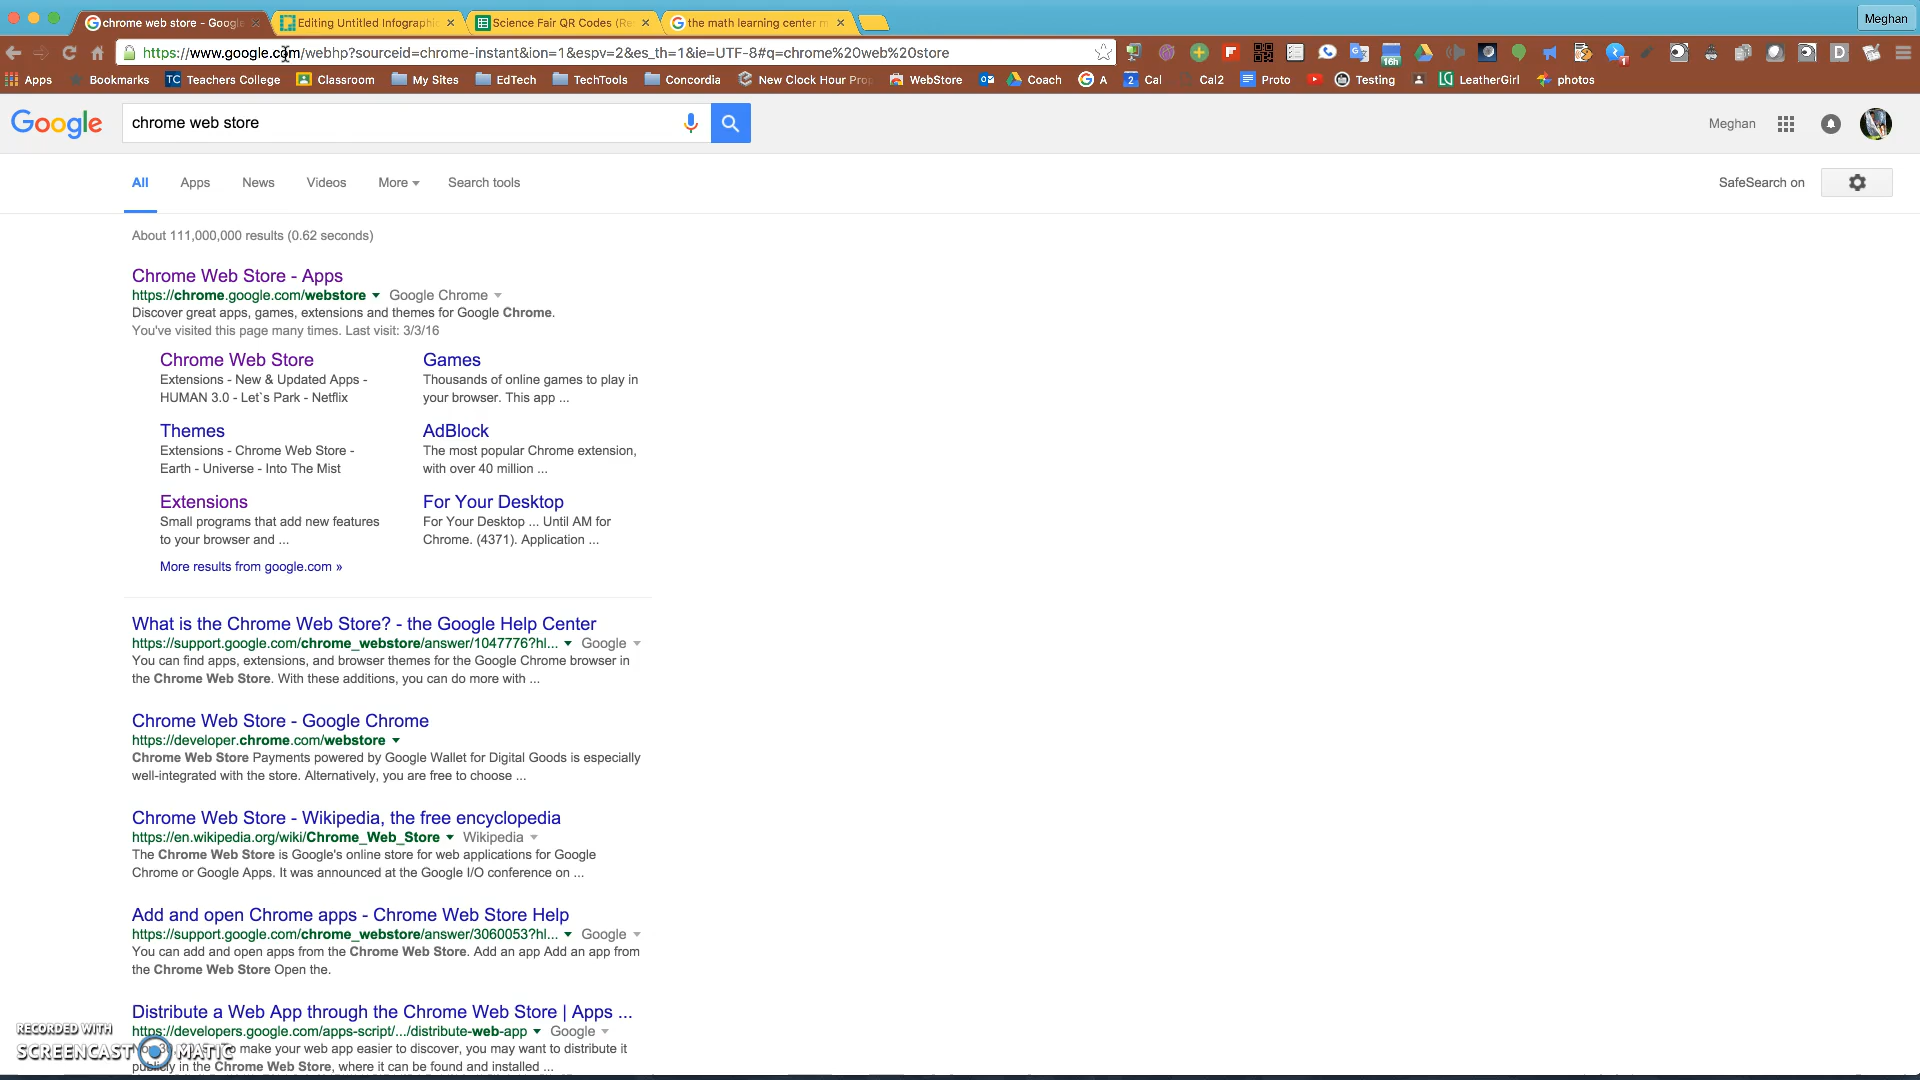 chrome web store - Google
Editing Untitled Infographic
Science Fair QR Codes (Re
the math learning center m
Meghan
https://www.google.com/webhp?sourceid=chrome-instant&ion=1&espv=2&es_th=1&ie=UTF-8#q=chrome%20web%20store
16h
1
Apps
Bookmarks
TC Teachers College
Classroom
My Sites
EdTech
TechTools
Concordia
New Clock Hour Prop
WebStore
Coach
A
2 Cal
Cal2
Proto
Testing
LG LeatherGirl
photos
Google
chrome web store
Meghan
All
Apps
News
Videos
More
Search tools
SafeSearch on
About 111,000,000 results (0.62 seconds)
Chrome Web Store - Apps
https://chrome.google.com/webstore Google Chrome
Discover great apps, games, extensions and themes for Google Chrome.
You've visited this page many times. Last visit: 3/3/16
Chrome Web Store
Extensions - New & Updated Apps -
HUMAN 3.0 - Let`s Park - Netflix
Games
Thousands of online games to play in
your browser. This app ...
Themes
Extensions - Chrome Web Store -
Earth - Universe - Into The Mist
AdBlock
The most popular Chrome extension,
with over 40 million ...
Extensions
Small programs that add new features
to your browser and ...
For Your Desktop
For Your Desktop ... Until AM for
Chrome. (4371). Application ...
More results from google.com »
What is the Chrome Web Store? - the Google Help Center
https://support.google.com/chrome_webstore/answer/1047776?hl... Google
You can find apps, extensions, and browser themes for the Google Chrome browser in
the Chrome Web Store. With these additions, you can do more with ...
Chrome Web Store - Google Chrome
https://developer.chrome.com/webstore
Chrome Web Store Payments powered by Google Wallet for Digital Goods is especially
well-integrated with the store. Alternatively, you are free to choose ...
Chrome Web Store - Wikipedia, the free encyclopedia
https://en.wikipedia.org/wiki/Chrome_Web_Store Wikipedia
The Chrome Web Store is Google's online store for web applications for Google
Chrome or Google Apps. It was announced at the Google I/O conference on ...
Add and open Chrome apps - Chrome Web Store Help
https://support.google.com/chrome_webstore/answer/3060053?hl... Google
You can add and open apps from the Chrome Web Store. Add an app Add an app from
the Chrome Web Store Open the.
Distribute a Web App through the Chrome Web Store | Apps ...
https://developers.google.com/apps-script/.../distribute-web-app Google
make your web app easier to discover, you may want to distribute it
publicly in the Chrome Web Store, where it can be found and installed ...
RECORDED WITH
SCREENCAST MATIC